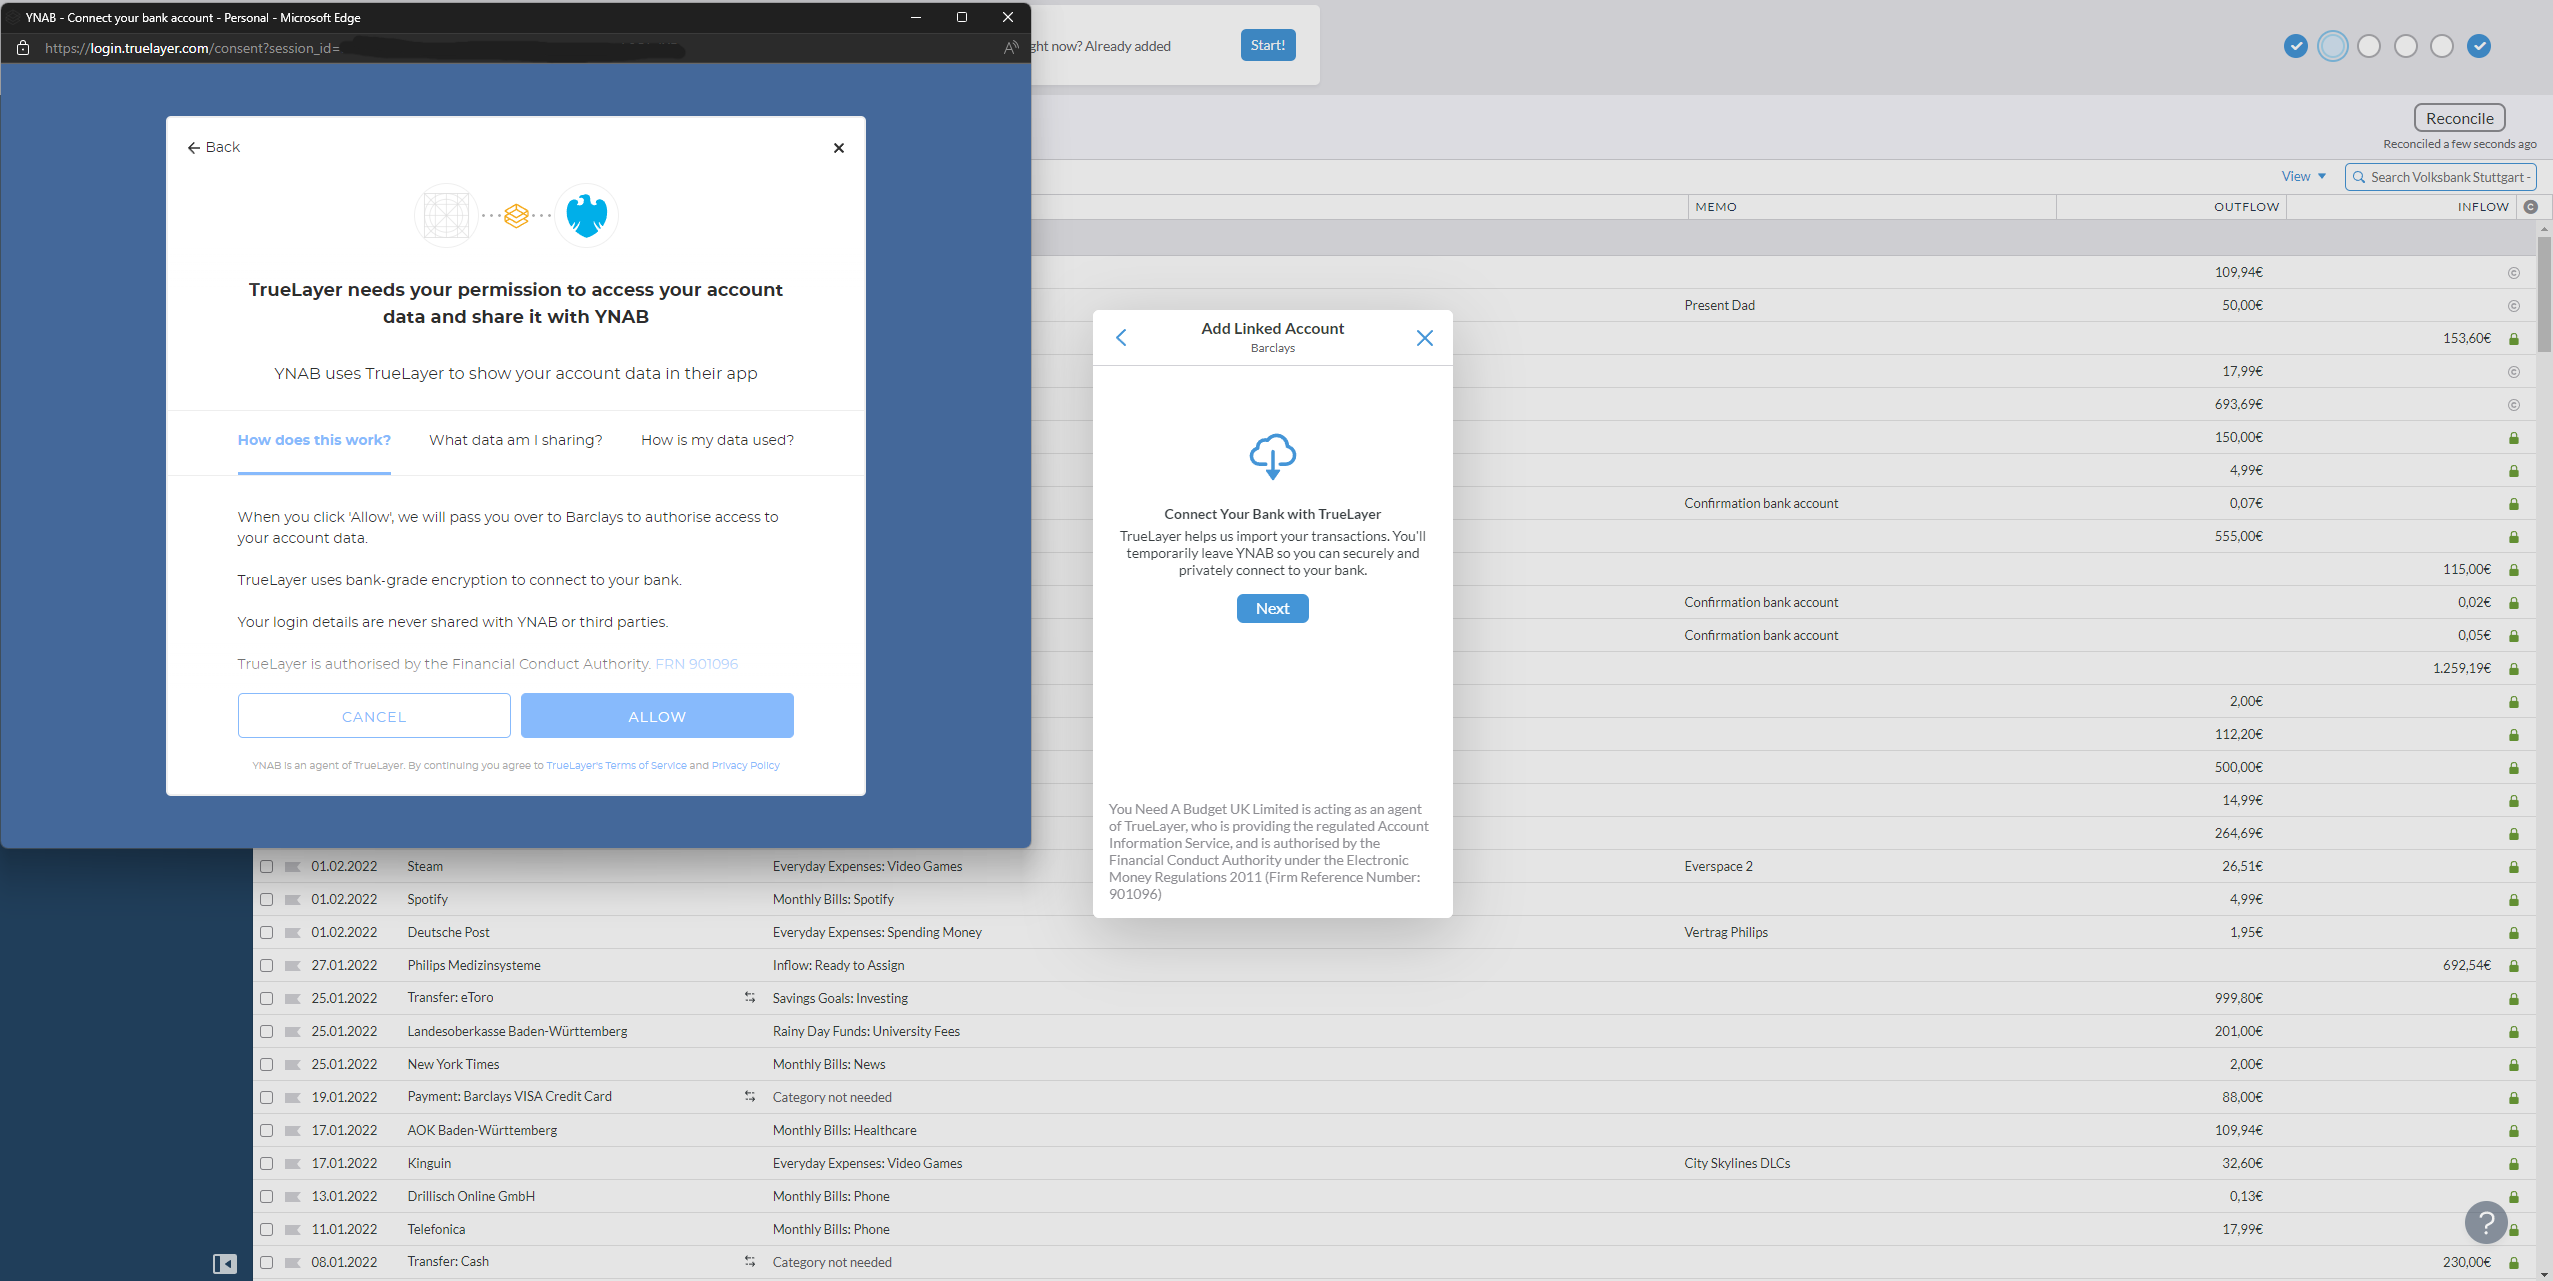 YNAB - Connect your bank account - Personal - Microsoft Edge
https://login.truelayer.com/consent?session_id=
Back
TrueLayer needs your permission to access your account
data and share it with YNAB
YNAB uses TrueLayer to show your account data in their app
How does this work? What data am I sharing? How is my data used?
When you click 'Allow', we will pass you over to Barclays to authorise access to
your account data.
TrueLayer uses bank-grade encryption to connect to your bank.
Your login details are never shared with YNAB or third parties.
TrueLayer is authorised by the Financial Conduct Authority. FRN 901096
CANCEL ALLOW
YNAB is an agent of TrueLayer. By continuing you agree to TrueLayer's Terms of Service and Privacy Policy
ght now? Already added Start!
Reconcile
Reconciled a few seconds ago
View Search Volksbank Stuttgart -
MEMO OUTFLOW INFLOW C
109,94€
Present Dad 50,00€
153,60€
17,99€
693,69€
150,00€
4,99€
Confirmation bank account 0,07€
555,00€
115,00€
Confirmation bank account 0,02€
Confirmation bank account 0,05€
1.259,19€
2,00€
112,20€
500,00€
14,99€
264,69€
Add Linked Account
Barclays
Connect Your Bank with TrueLayer
TrueLayer helps us import your transactions. You'll
temporarily leave YNAB so you can securely and
privately connect to your bank.
Next
You Need A Budget UK Limited is acting as an agent
of TrueLayer, who is providing the regulated Account
Information Service, and is authorised by the
Financial Conduct Authority under the Electronic
Money Regulations 2011 (Firm Reference Number:
901096)
01.02.2022 Steam Everyday Expenses: Video Games Everspace 2 26,51€
01.02.2022 Spotify Monthly Bills: Spotify 4,99€
01.02.2022 Deutsche Post Everyday Expenses: Spending Money Vertrag Philips 1,95€
27.01.2022 Philips Medizinsysteme Inflow: Ready to Assign 692,54€
25.01.2022 Transfer: eToro Savings Goals: Investing 999,80€
25.01.2022 Landesoberkasse Baden-Württemberg Rainy Day Funds: University Fees 201,00€
25.01.2022 New York Times Monthly Bills: News 2,00€
19.01.2022 Payment: Barclays VISA Credit Card Category not needed 88,00€
17.01.2022 AOK Baden-Württemberg Monthly Bills: Healthcare 109,94€
17.01.2022 Kinguin Everyday Expenses: Video Games City Skylines DLCs 32,60€
13.01.2022 Drillisch Online GmbH Monthly Bills: Phone 0,13€
11.01.2022 Telefonica Monthly Bills: Phone 17,99€
08.01.2022 Transfer: Cash Category not needed 230,00€
?